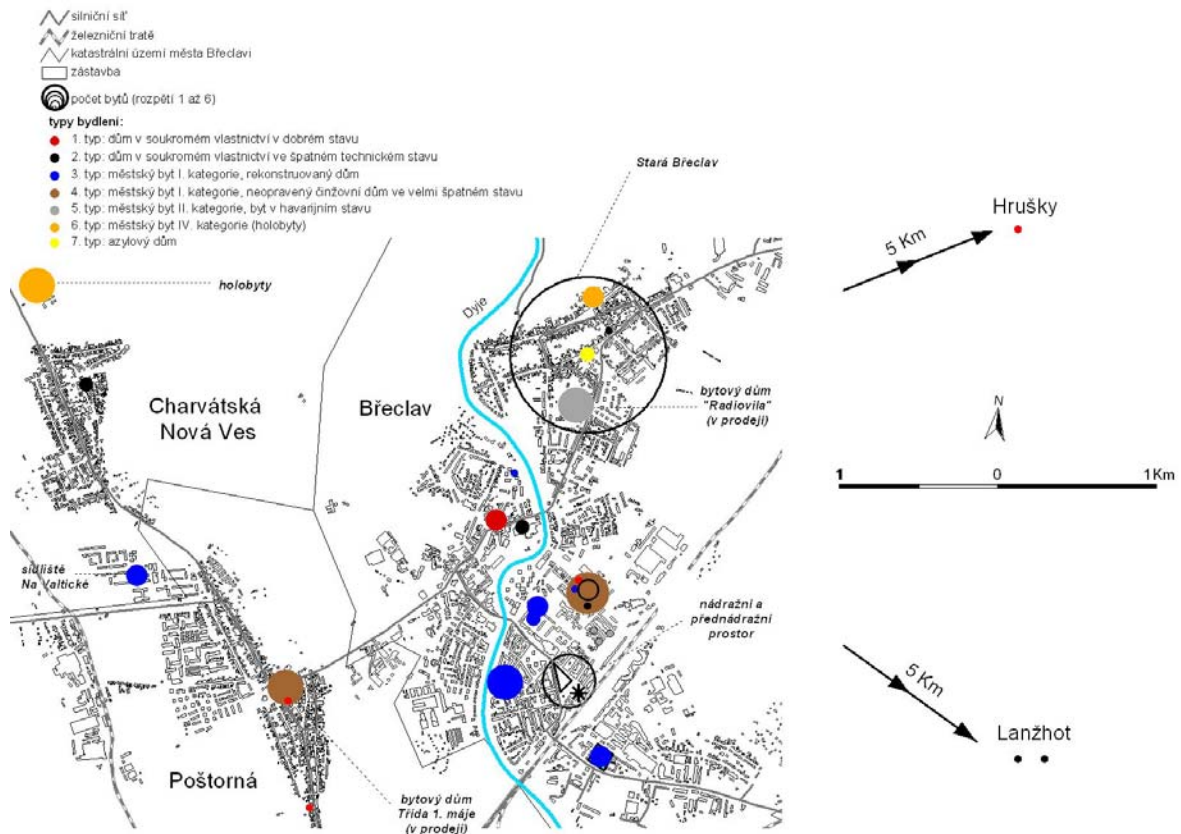 silniční síť
železniční tratě
katastrální území města Břeclavi
zástavba
počet bytů (rozpětí 1 až 6)
typy bydlení:
1. typ: dům v soukromém vlastnictví v dobrém stavu
2. typ: dům v soukromém vlastnictví ve špatném technickém stavu
3. typ: městský byt I. kategorie, rekonstruovaný dům
4. typ: městský byt I. kategorie, neopravený činžovní dům ve velmi špatném stavu
5. typ: městský byt II. kategorie, byt v havarijním stavu
6. typ: městský byt IV. kategorie (holobyty)
7. typ: azylový dům
Stará Břeclav
Hrušky
5 Km
holobyty
Dyje
Charvátská
Nová Ves
Břeclav
bytový dům
"Radiovila"
(v prodeji)
N
1 0 1Km
sídliště
Na Valtické
nádražní a
přednádražní
prostor
5 Km
Lanžhot
Poštorná
bytový dům
Třída 1. máje
(v prodeji)